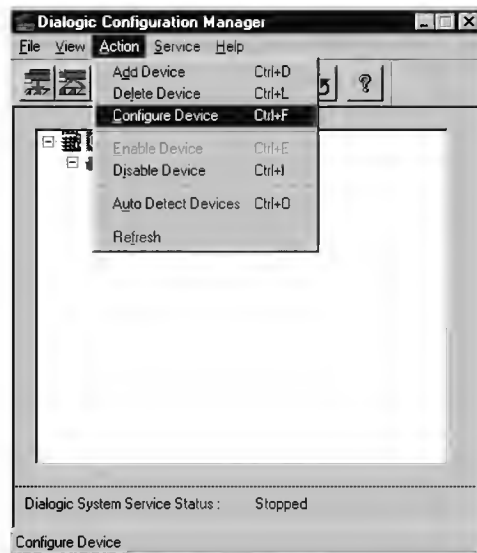 Dialogic Configuration Manager
File View Action Service Help
Add Device Ctrl+D
Delete Device Ctrl+L
Configure Device Ctrl+F
Enable Device Ctrl+E
Disable Device Ctrl+I
Auto Detect Devices Ctrl+O
Refresh
Dialogic System Service Status : Stopped
Configure Device